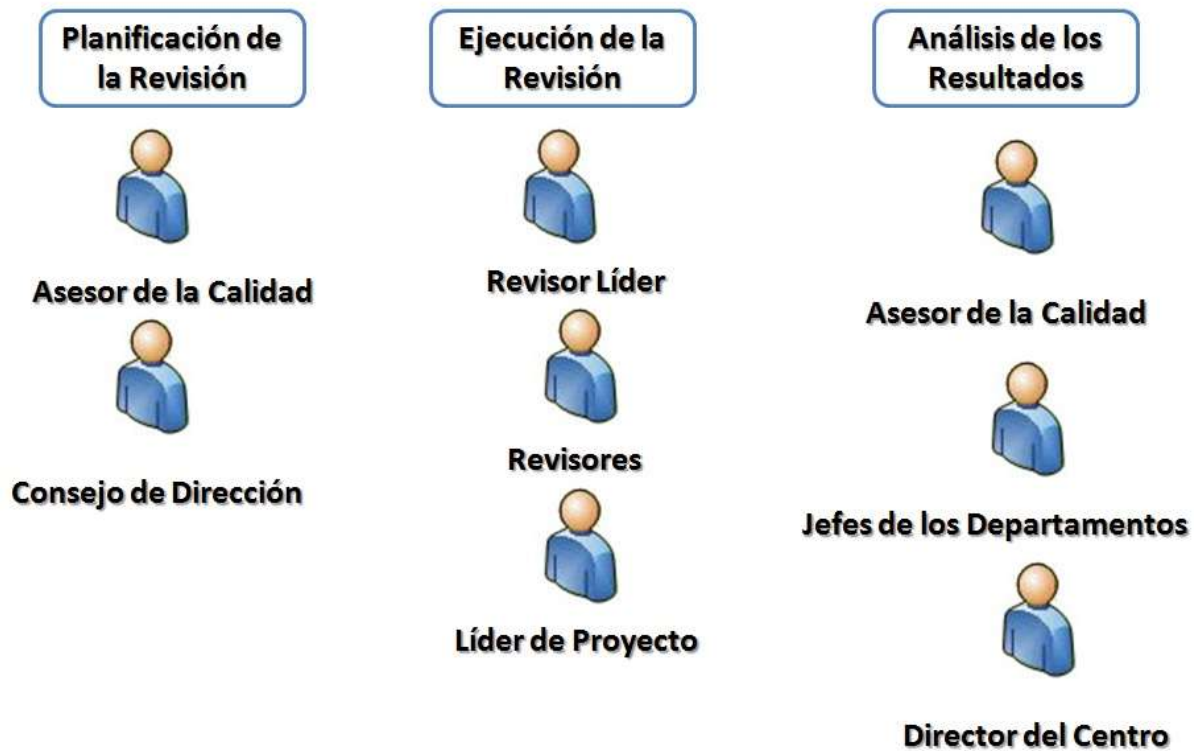 Planificación de
la Revisión
Asesor de la Calidad
Consejo de Dirección
Ejecución de la
Revisión
Revisor Líder
Revisores
Líder de Proyecto
Análisis de los
Resultados
Asesor de la Calidad
Jefes de los Departamentos
Director del Centro